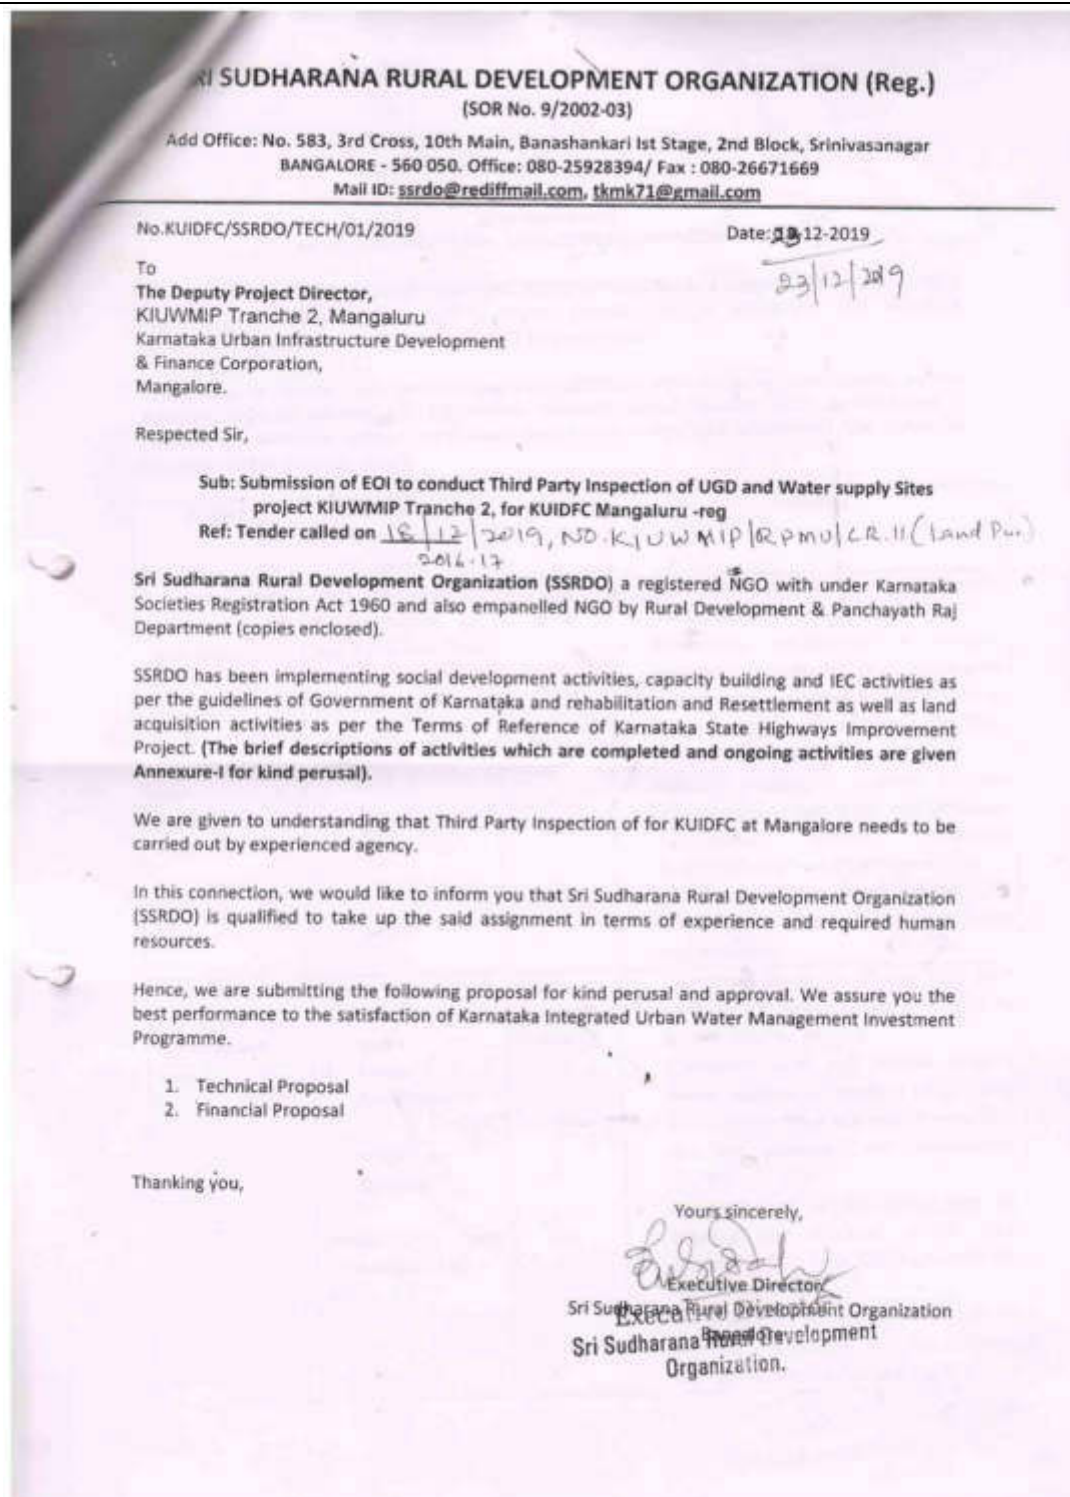 RI SUDHARANA RURAL DEVELOPMENT ORGANIZATION (Reg.)
(SOR No. 9/2002-03)
Add Office: No. 583, 3rd Cross, 10th Main, Banashankari Ist Stage, 2nd Block, Srinivasanagar
BANGALORE - 560 050. Office: 080-25928394/ Fax : 080-26671669
Mail ID: ssrdo@rediffmail.com, tkmk71@gmail.com
No.KUIDFC/SSRDO/TECH/01/2019
Date: 12-2019
23/12/2019
To
The Deputy Project Director,
KIUWMIP Tranche 2, Mangaluru
Karnataka Urban Infrastructure Development
& Finance Corporation,
Mangalore.
Respected Sir,
Sub: Submission of EOI to conduct Third Party Inspection of UGD and Water supply Sites
project KIUWMIP Tranche 2, for KUIDFC Mangaluru -reg
Ref: Tender called on 18/12/2019, NO.KIUWMIP/RPMU/LR.11 (Land Pur)
2016-17
Sri Sudharana Rural Development Organization (SSRDO) a registered NGO with under Karnataka
Societies Registration Act 1960 and also empanelled NGO by Rural Development & Panchayath Raj
Department (copies enclosed).
SSRDO has been implementing social development activities, capacity building and IEC activities as
per the guidelines of Government of Karnataka and rehabilitation and Resettlement as well as land
acquisition activities as per the Terms of Reference of Karnataka State Highways Improvement
Project. (The brief descriptions of activities which are completed and ongoing activities are given
Annexure-I for kind perusal).
We are given to understanding that Third Party Inspection of for KUIDFC at Mangalore needs to be
carried out by experienced agency.
In this connection, we would like to inform you that Sri Sudharana Rural Development Organization
(SSRDO) is qualified to take up the said assignment in terms of experience and required human
resources.
Hence, we are submitting the following proposal for kind perusal and approval. We assure you the
best performance to the satisfaction of Karnataka Integrated Urban Water Management Investment
Programme.
1. Technical Proposal
2. Financial Proposal
Thanking you,
Yours sincerely,
Executive Director
Sri Sudharana Rural Development Organization
Sri Sudharana Rural Development
Organization.